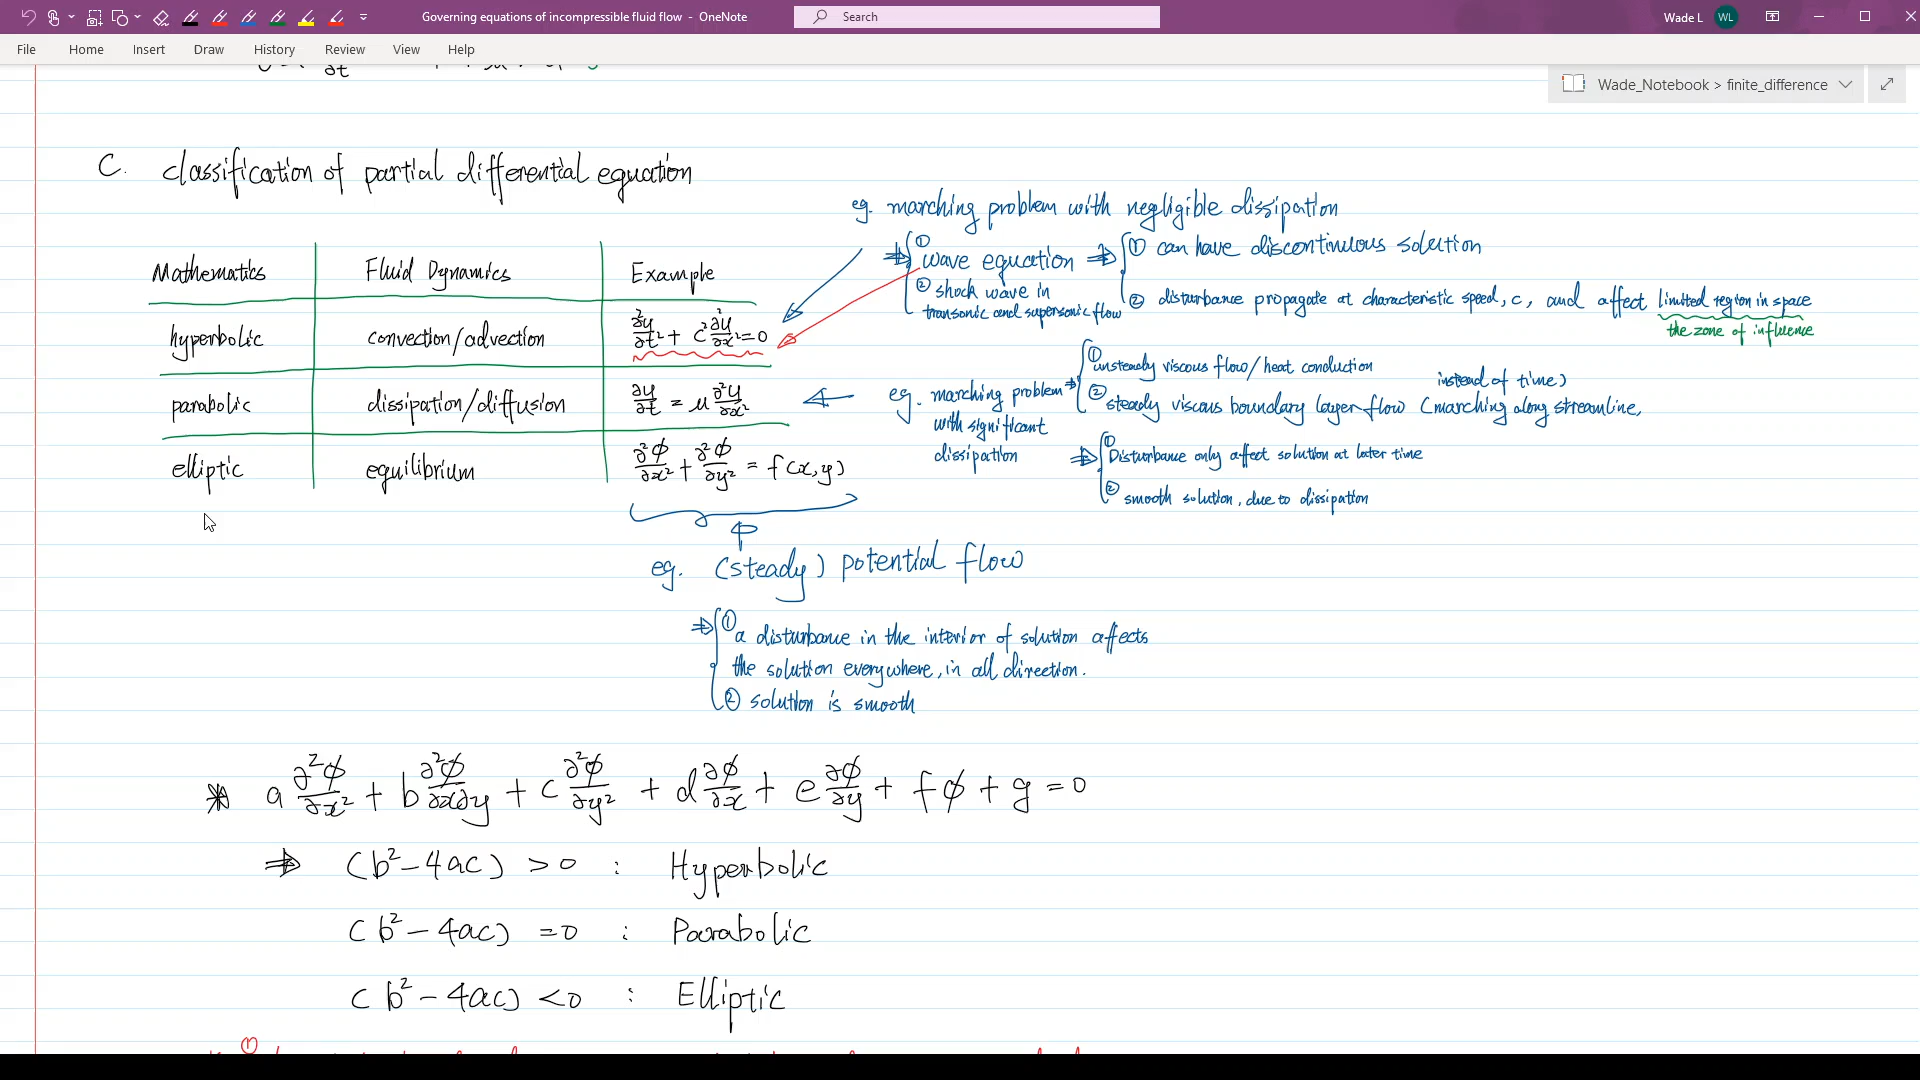 Governing equations of incompressible fluid flow - OneNote
Search
Wade L
WL
File Home Insert Draw History Review View Help
Wade_Notebook > finite_difference
∂t
C. classification of partial differential equation
Mathematics Fluid Dynamics Example
hyperbolic convection/advection ∂²u/∂t² + c² ∂²u/∂x² = 0
parabolic dissipation/diffusion ∂u/∂t = μ ∂²u/∂x²
elliptic equilibrium ∂²φ/∂x² + ∂²φ/∂y² = f(x,y)
eg. marching problem with negligible dissipation
⇒ ① wave equation ⇒ ① can have discontinuous solution
② shock wave in
transonic and supersonic flow
② disturbance propagate at characteristic speed, c, and affect limited region in space
the zone of influence
eg. marching problem
with significant
dissipation
⇒ ① unsteady viscous flow/heat conduction
② steady viscous boundary layer flow (marching along streamline,
instead of time)
⇒ ① Disturbance only affect solution at later time
② smooth solution, due to dissipation
eg. (steady) potential flow
⇒ ① a disturbance in the interior of solution affects
the solution everywhere, in all direction.
② solution is smooth
* a ∂²φ/∂x² + b ∂²φ/∂x∂y + c ∂²φ/∂y² + d ∂φ/∂x + e ∂φ/∂y + fφ + g = 0
⇒ (b² - 4ac) > 0 : Hyperbolic
(b² - 4ac) = 0 : Parabolic
(b² - 4ac) < 0 : Elliptic
①